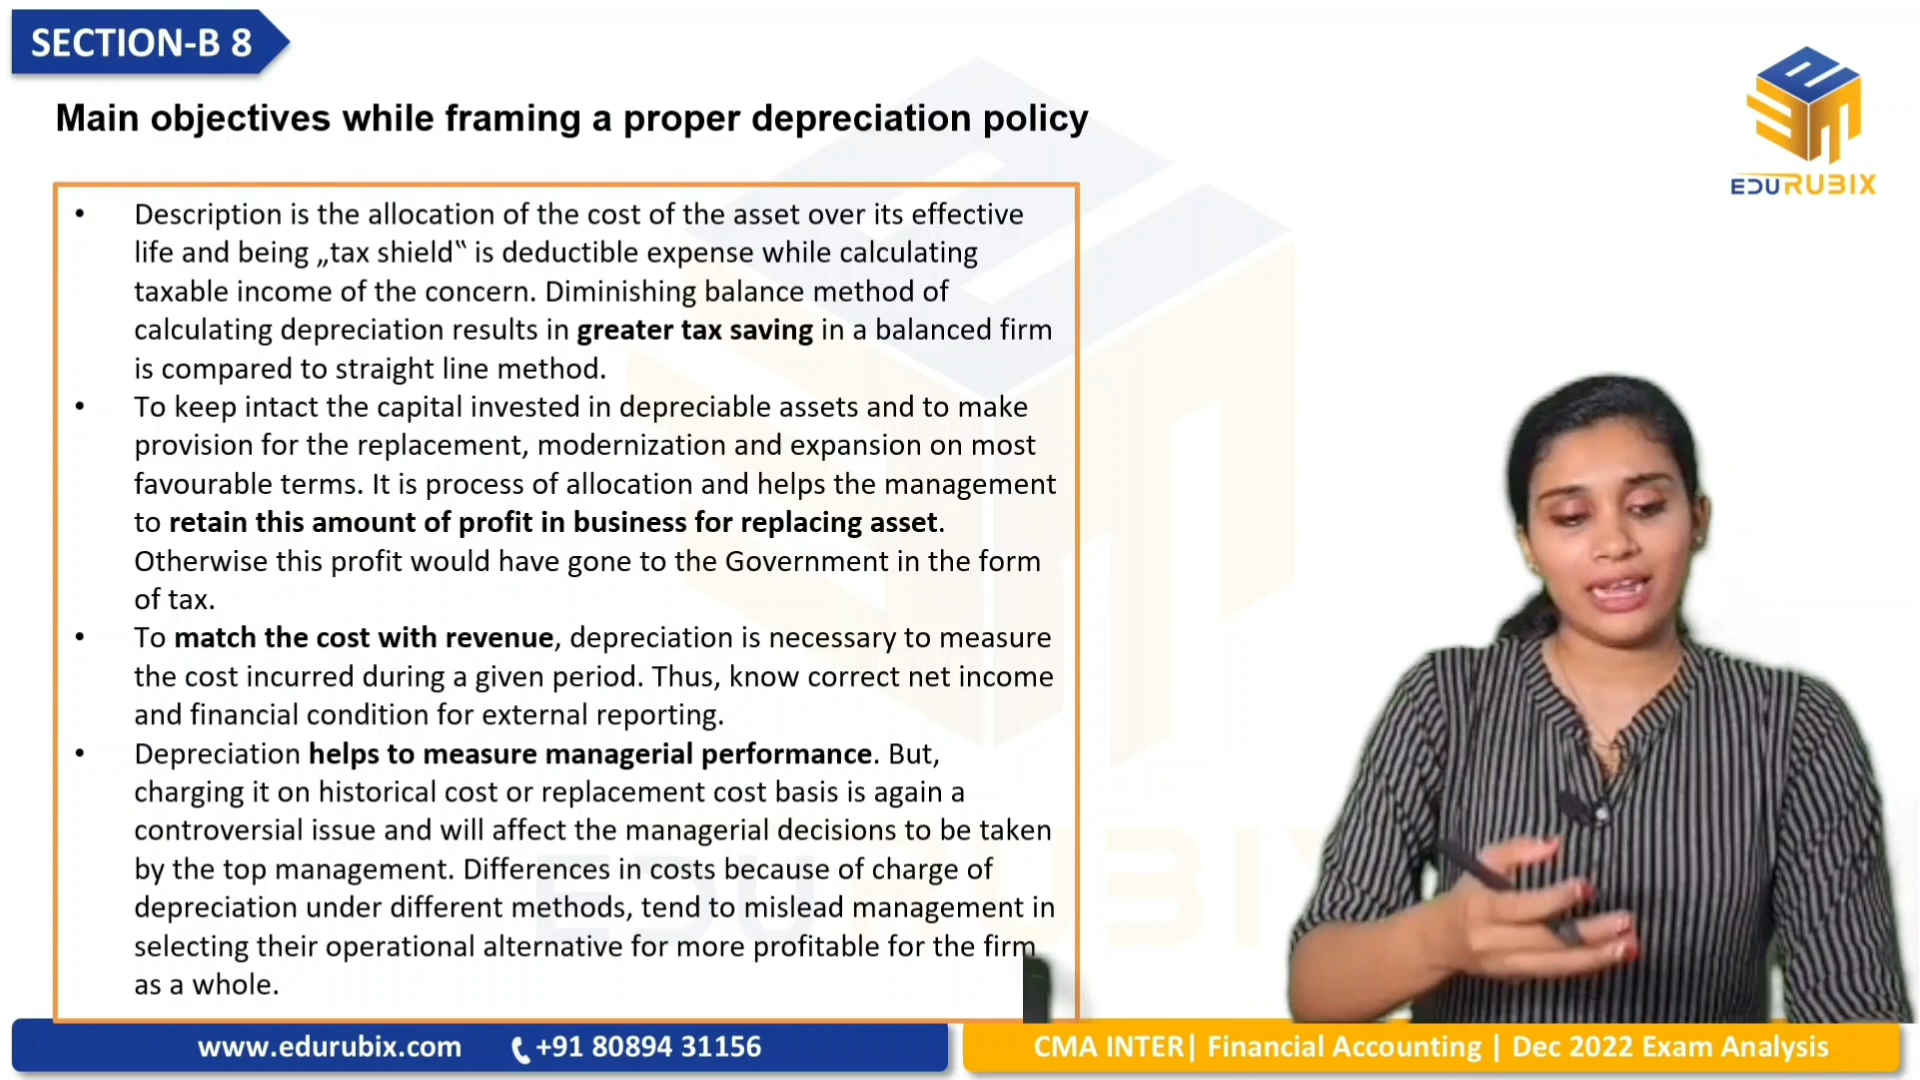 SECTION-B 8
EDURUBIX
Main objectives while framing a proper depreciation policy
• Description is the allocation of the cost of the asset over its effective
life and being „tax shield‟ is deductible expense while calculating
taxable income of the concern. Diminishing balance method of
calculating depreciation results in greater tax saving in a balanced firm
is compared to straight line method.
• To keep intact the capital invested in depreciable assets and to make
provision for the replacement, modernization and expansion on most
favourable terms. It is process of allocation and helps the management
to retain this amount of profit in business for replacing asset.
Otherwise this profit would have gone to the Government in the form
of tax.
• To match the cost with revenue, depreciation is necessary to measure
the cost incurred during a given period. Thus, know correct net income
and financial condition for external reporting.
• Depreciation helps to measure managerial performance. But,
charging it on historical cost or replacement cost basis is again a
controversial issue and will affect the managerial decisions to be taken
by the top management. Differences in costs because of charge of
depreciation under different methods, tend to mislead management in
selecting their operational alternative for more profitable for the firm
as a whole.
EDURUBIX
www.edurubix.com +91 80894 31156
CMA INTER| Financial Accounting | Dec 2022 Exam Analysis